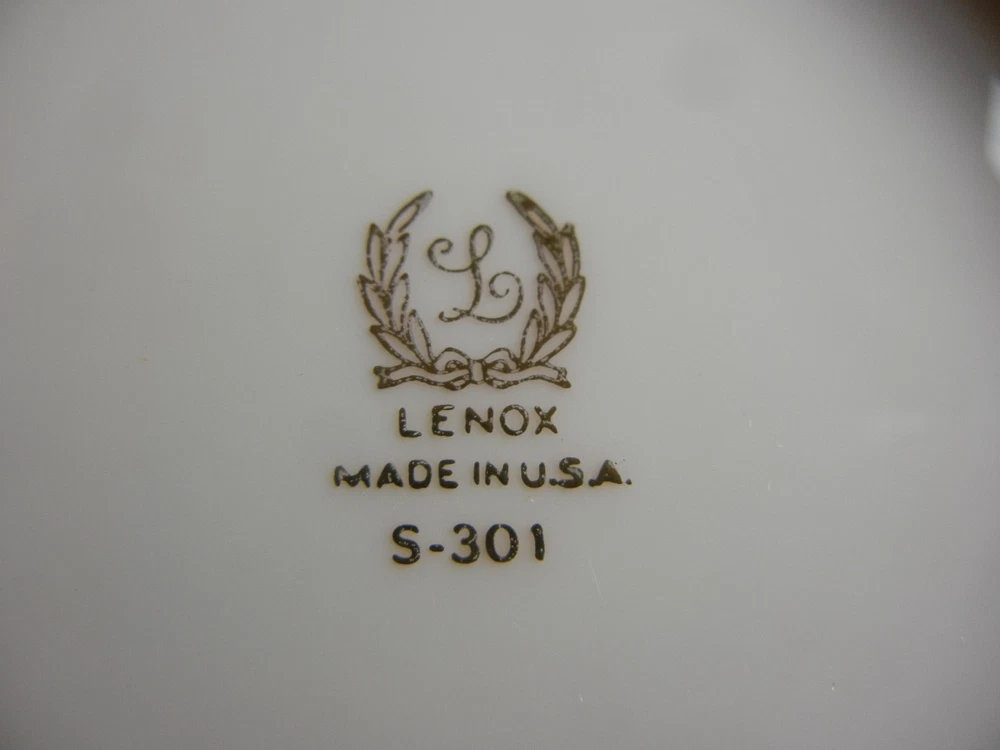 L
LENOX
MADE IN U.S.A.
S-301